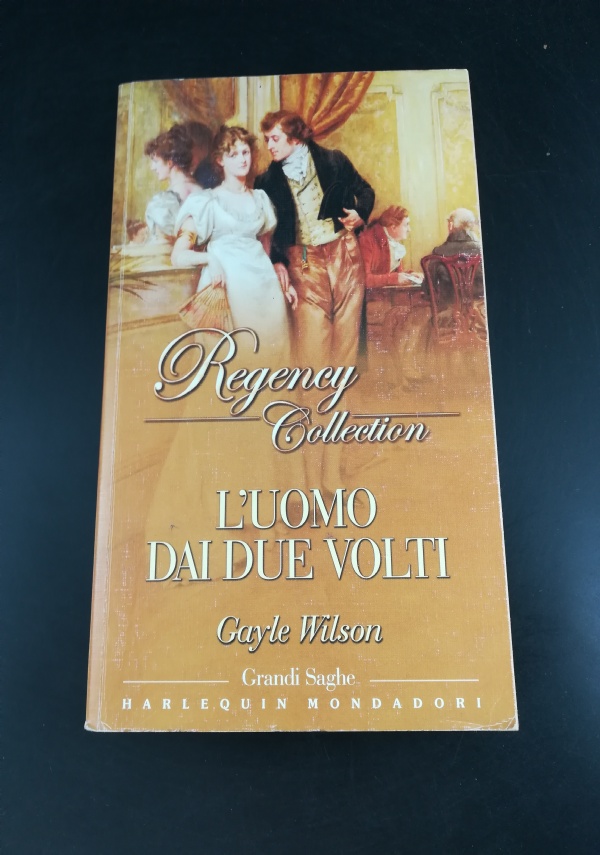 Regency
Collection
L'UOMO
DAI DUE VOLTI
Gayle Wilson
Grandi Saghe
HARLEQUIN MONDADORI